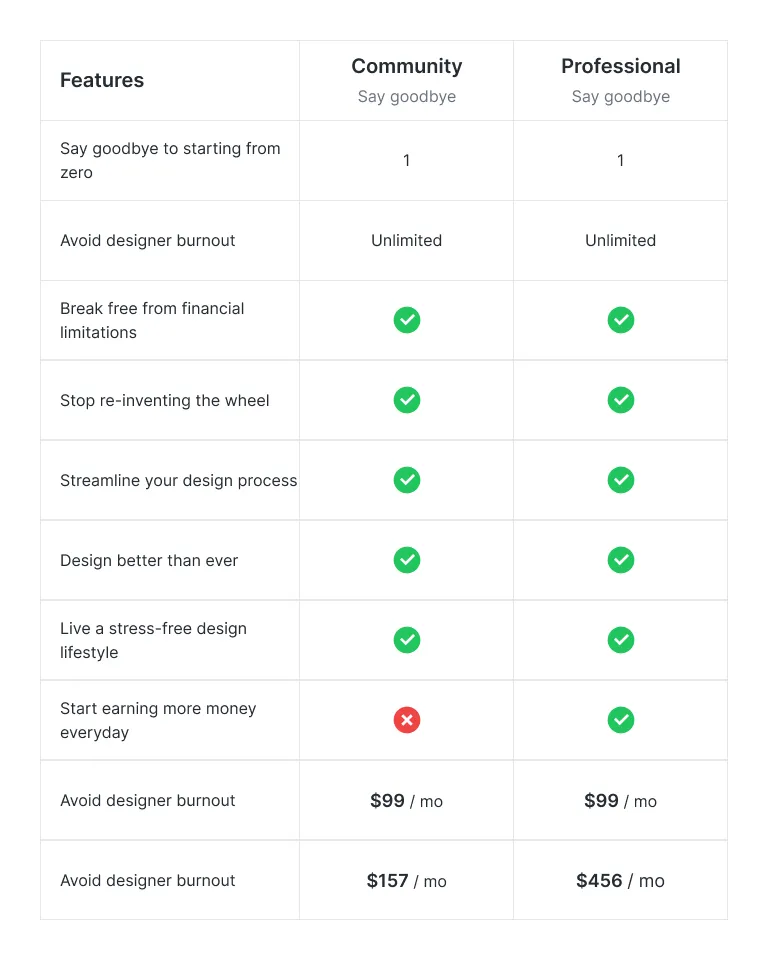 Features
Community
Say goodbye
Professional
Say goodbye
Say goodbye to starting from
zero
1
1
Avoid designer burnout
Unlimited
Unlimited
Break free from financial
limitations
Stop re-inventing the wheel
Streamline your design process
Design better than ever
Live a stress-free design
lifestyle
Start earning more money
everyday
Avoid designer burnout
$99 / mo
$99 / mo
Avoid designer burnout
$157 / mo
$456 / mo